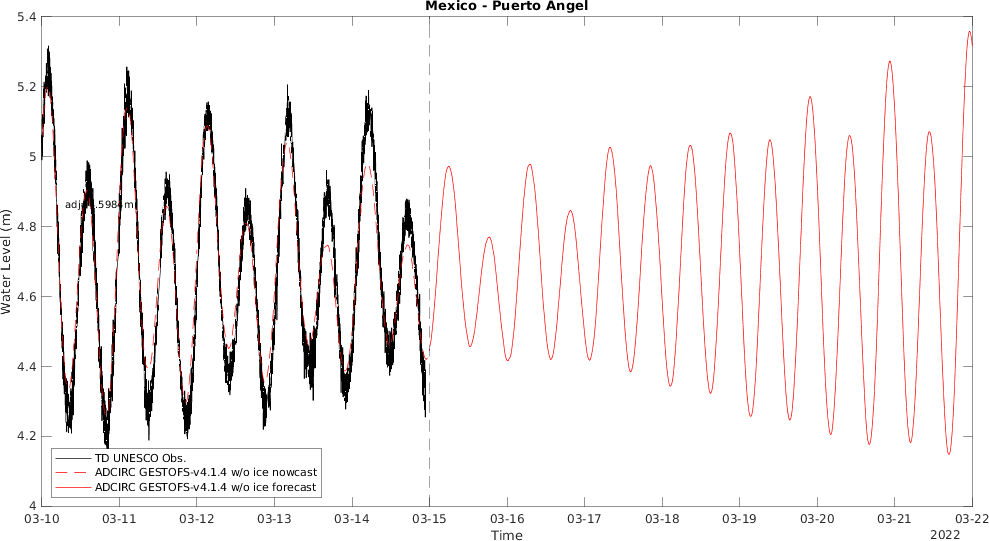 Mexico - Puerto Angel
5.4
5.2
5
4.8
4.6
4.4
4.2
4
Water Level (m)
TD UNESCO Obs.
ADCIRC GESTOFS-v4.1.4 w/o ice nowcast
ADCIRC GESTOFS-v4.1.4 w/o ice forecast
03-10 03-11 03-12 03-13 03-14 03-15 03-16 03-17 03-18 03-19 03-20 03-21 03-22
Time
2022